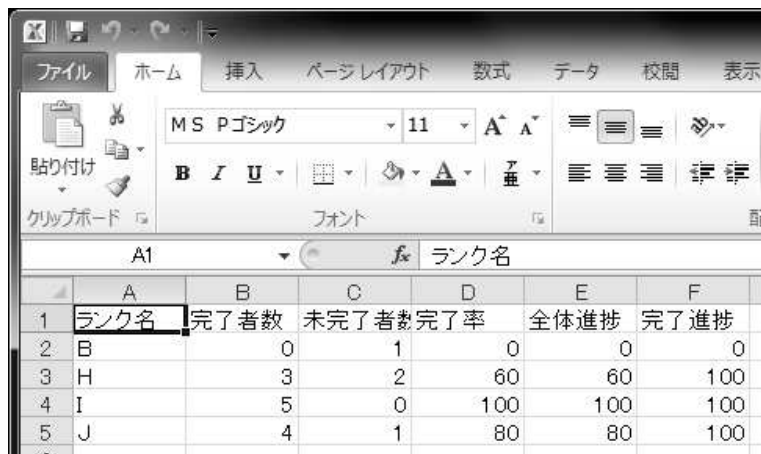 ファイル ホーム 挿入 ページ レイアウト 数式 データ 校閲 表示
貼り付け
MS Pゴシック 11 A A
B I U A ア 亜
クリップボード フォント 配
A1 fx ランク名
A B C D E F
1 ランク名 完了者数 未完了者数 完了率 全体進捗 完了進捗
2 B 0 1 0 0 0
3 H 3 2 60 60 100
4 I 5 0 100 100 100
5 J 4 1 80 80 100